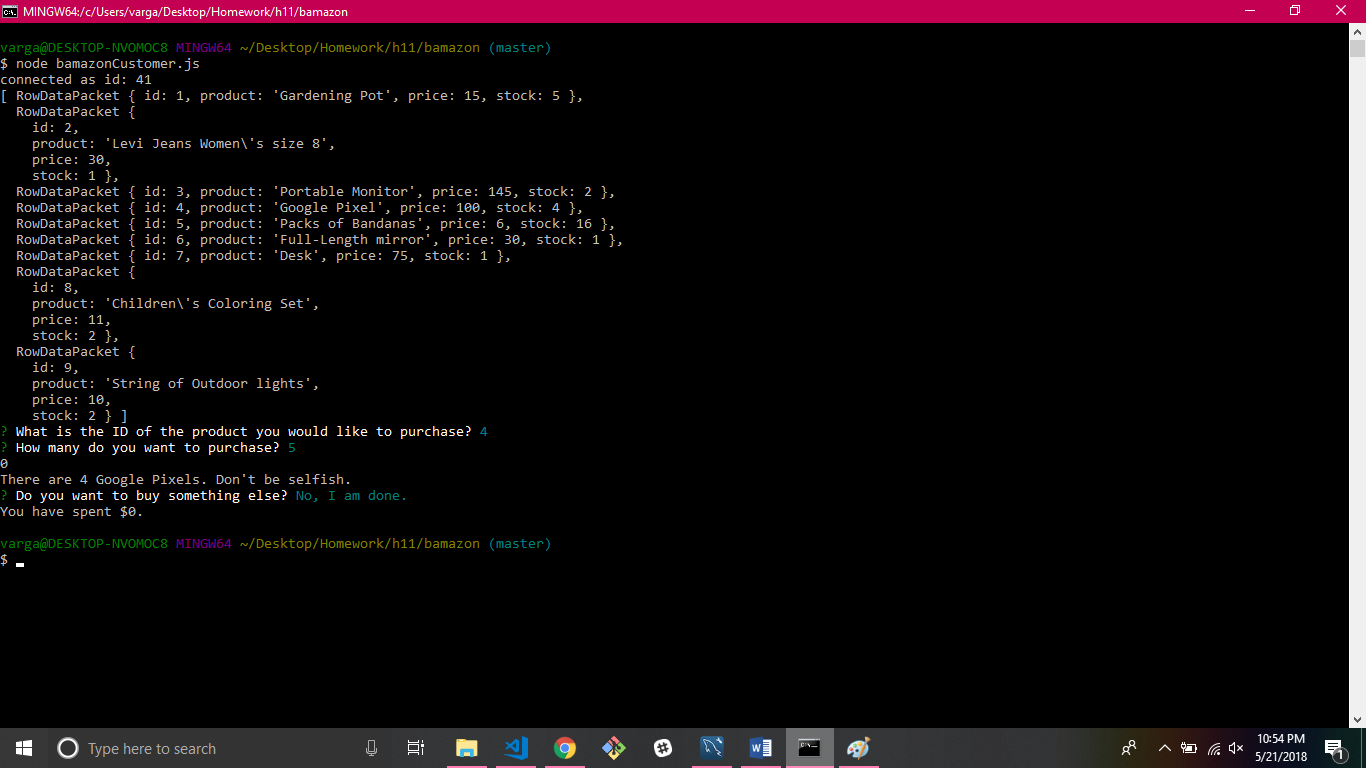 MINGW64:/c/Users/varga/Desktop/Homework/h11/bamazon
varga@DESKTOP-NVOMOC8 MINGW64 ~/Desktop/Homework/h11/bamazon (master)
$ node bamazonCustomer.js
connected as id: 41
[ RowDataPacket { id: 1, product: 'Gardening Pot', price: 15, stock: 5 },
  RowDataPacket {
    id: 2,
    product: 'Levi Jeans Women\'s size 8',
    price: 30,
    stock: 1 },
  RowDataPacket { id: 3, product: 'Portable Monitor', price: 145, stock: 2 },
  RowDataPacket { id: 4, product: 'Google Pixel', price: 100, stock: 4 },
  RowDataPacket { id: 5, product: 'Packs of Bandanas', price: 6, stock: 16 },
  RowDataPacket { id: 6, product: 'Full-Length mirror', price: 30, stock: 1 },
  RowDataPacket { id: 7, product: 'Desk', price: 75, stock: 1 },
  RowDataPacket {
    id: 8,
    product: 'Children\'s Coloring Set',
    price: 11,
    stock: 2 },
  RowDataPacket {
    id: 9,
    product: 'String of Outdoor lights',
    price: 10,
    stock: 2 } ]
? What is the ID of the product you would like to purchase? 4
? How many do you want to purchase? 5
0
There are 4 Google Pixels. Don't be selfish.
? Do you want to buy something else? No, I am done.
You have spent $0.
varga@DESKTOP-NVOMOC8 MINGW64 ~/Desktop/Homework/h11/bamazon (master)
$
Type here to search
10:54 PM
5/21/2018
1